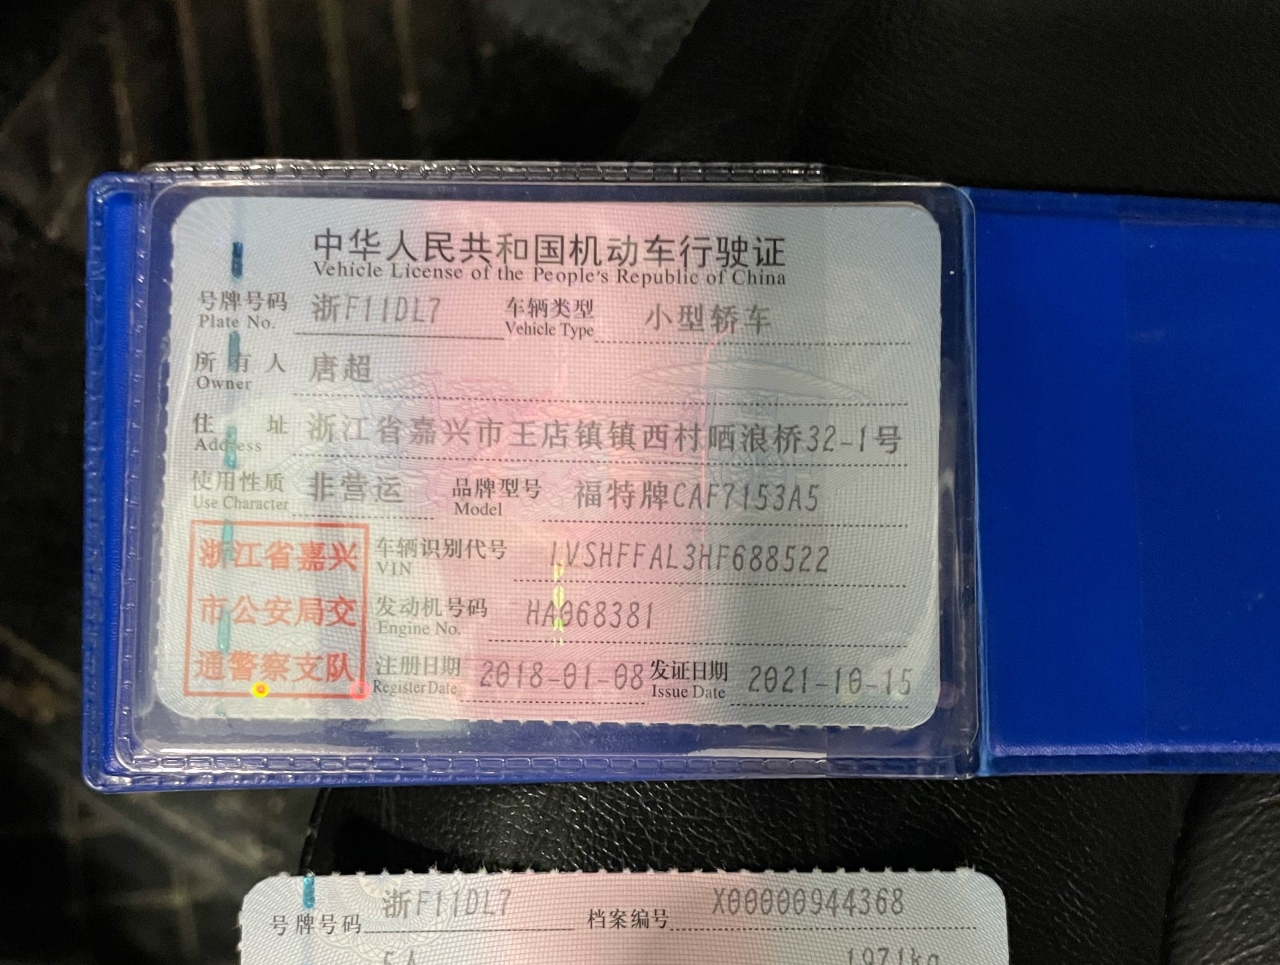 中华人民共和国机动车行驶证
Vehicle License of the People's Republic of China
号牌号码 浙F11DL7 车辆类型 小型轿车
Plate No. Vehicle Type
所有人 唐超
Owner
住址 浙江省嘉兴市王店镇镇西村晒浪桥32-1号
Address
使用性质 非营运 品牌型号 福特牌CAF7153A5
Use Character Model
浙江省嘉兴
市公安局交
通警察支队
车辆识别代号 LVSHFFAL3HF688522
VIN
发动机号码 HA068381
Engine No.
注册日期 2018-01-08 发证日期 2021-10-15
Register Date Issue Date
号牌号码 浙F11DL7 档案编号 X00000944368
5人 1971kg